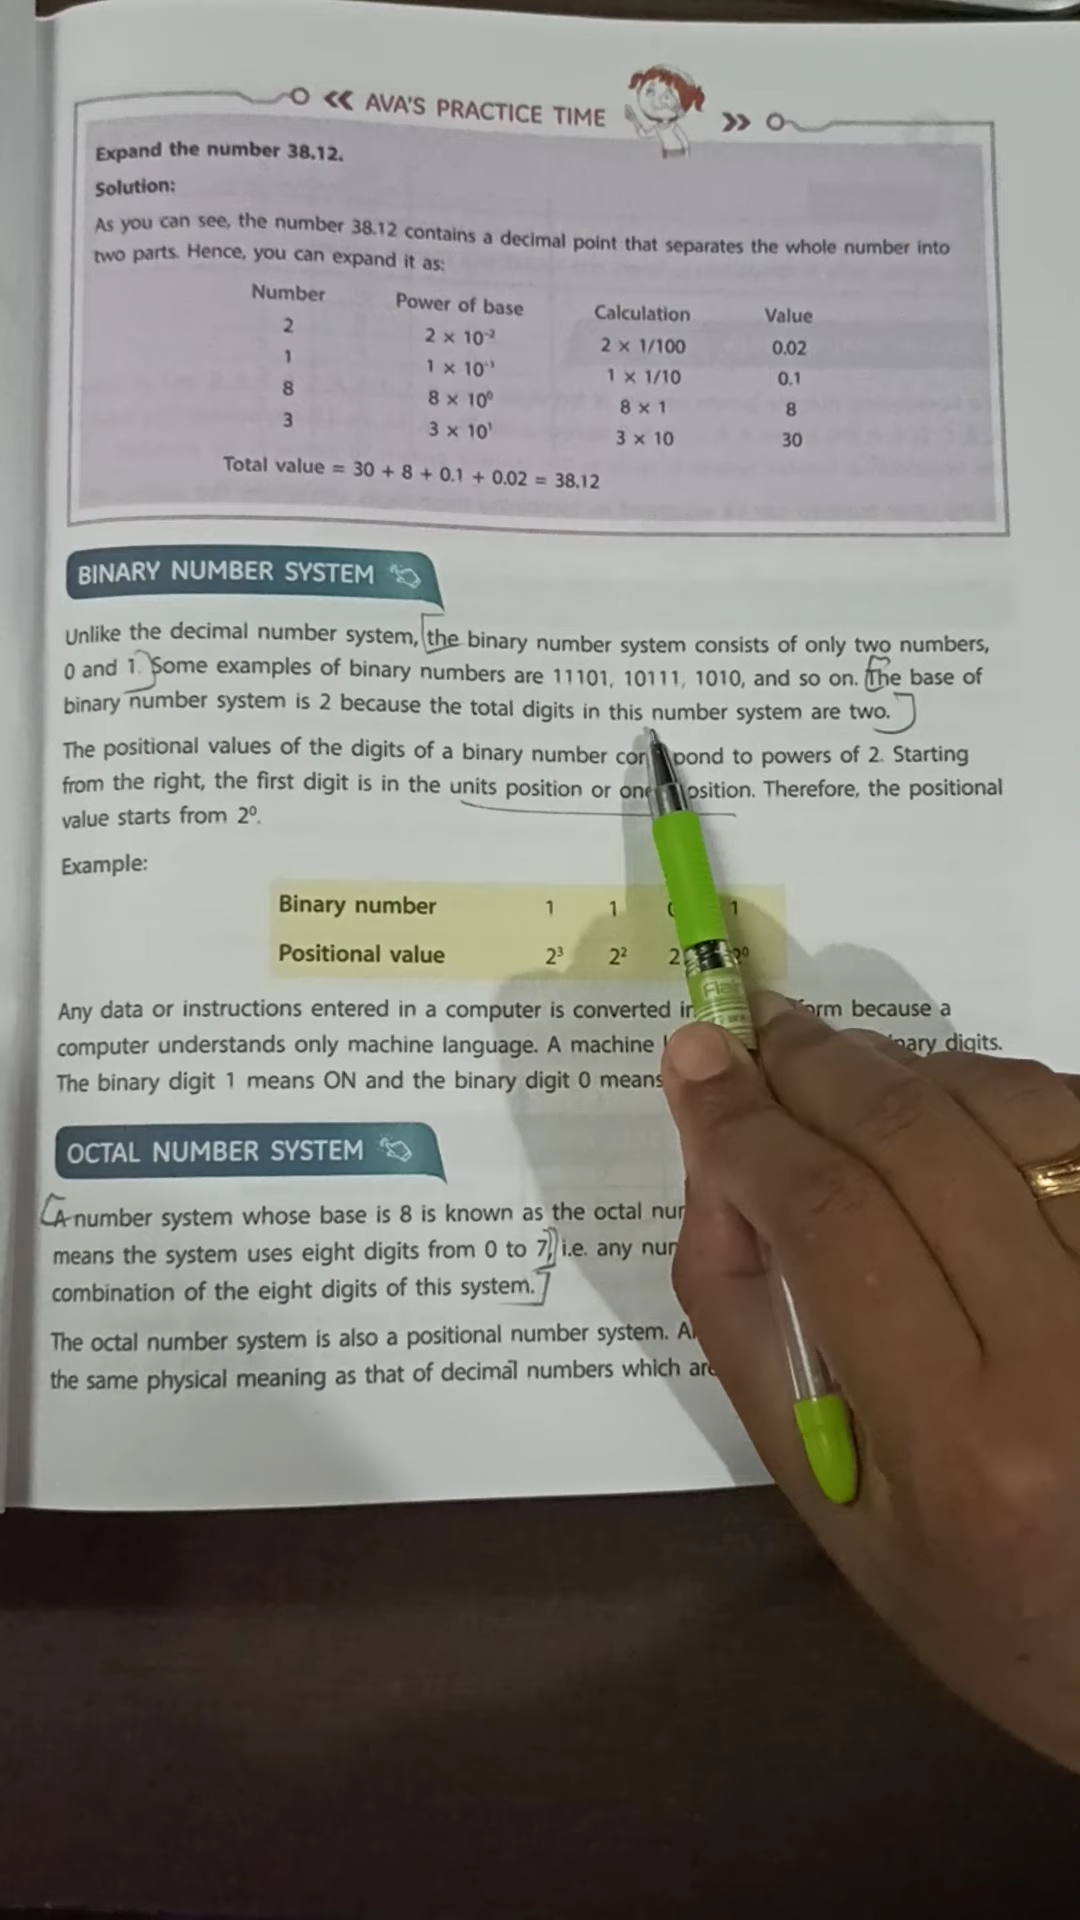 << AVA'S PRACTICE TIME >>
Expand the number 38.12.
Solution:
As you can see, the number 38.12 contains a decimal point that separates the whole number into
two parts. Hence, you can expand it as:
Number Power of base Calculation Value
2 2 × 10⁻² 2 × 1/100 0.02
1 1 × 10⁻¹ 1 × 1/10 0.1
8 8 × 10⁰ 8 × 1 8
3 3 × 10¹ 3 × 10 30
Total value = 30 + 8 + 0.1 + 0.02 = 38.12
BINARY NUMBER SYSTEM
Unlike the decimal number system, the binary number system consists of only two numbers,
0 and 1. Some examples of binary numbers are 11101, 10111, 1010, and so on. The base of
binary number system is 2 because the total digits in this number system are two.
The positional values of the digits of a binary number pond to powers of 2. Starting
from the right, the first digit is in the units position or position. Therefore, the positional
value starts from 2⁰.
Example:
Binary number 1 1 1
Positional value 2³ 2² 2
Any data or instructions entered in a computer is converted because a
computer understands only machine language. A machine digits.
The binary digit 1 means ON and the binary digit 0 means
OCTAL NUMBER SYSTEM
A number system whose base is 8 is known as the octal
means the system uses eight digits from 0 to 7, i.e. any
combination of the eight digits of this system.
The octal number system is also a positional number system.
the same physical meaning as that of decimal numbers which
Flair